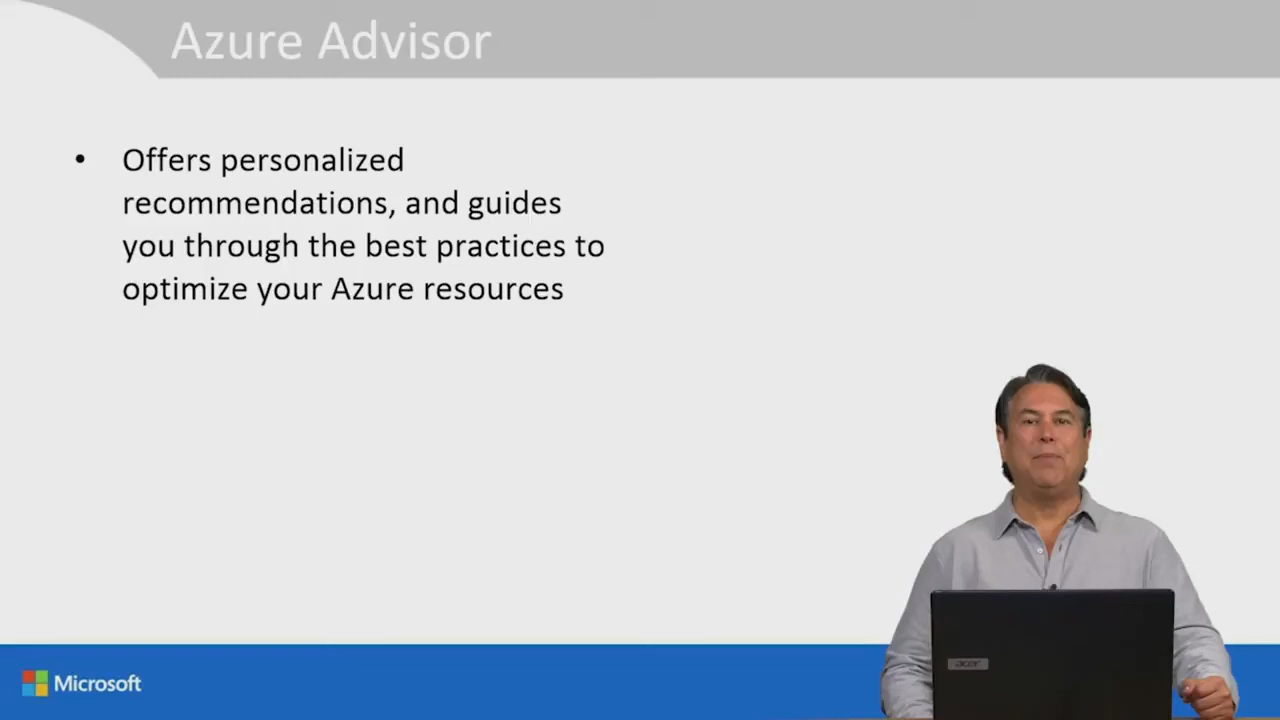 Azure Advisor
• Offers personalized
recommendations, and guides
you through the best practices to
optimize your Azure resources
acer
Microsoft